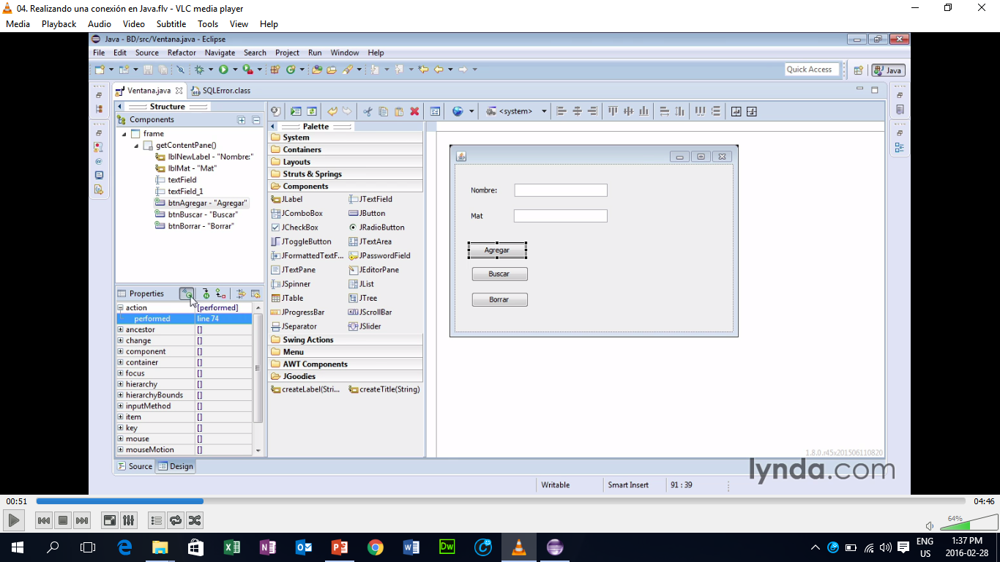 04. Realizando una conexión en Java.flv - VLC media player
Media Playback Audio Video Subtitle Tools View Help
Java - BD/src/Ventana.java - Eclipse
File Edit Source Refactor Navigate Search Project Run Window Help
Quick Access
Java
Ventana.java
SQLError.class
Structure
Components
frame
getContentPane()
lblNewLabel - "Nombre:"
lblMat - "Mat"
textField
textField_1
btnAgregar - "Agregar"
btnBuscar - "Buscar"
btnBorrar - "Borrar"
Properties
action [performed]
performed line 74
ancestor []
change []
component []
container []
focus []
hierarchy []
hierarchyBounds []
inputMethod []
item []
key []
mouse []
mouseMotion []
Source Design
<system>
Palette
System
Containers
Layouts
Struts & Springs
Components
JLabel JTextField
JComboBox JButton
JCheckBox JRadioButton
JToggleButton JTextArea
JFormattedTextF... JPasswordField
JTextPane JEditorPane
JSpinner JList
JTable JTree
JProgressBar JScrollBar
JSeparator JSlider
Swing Actions
Menu
AWT Components
JGoodies
createLabel(Stri... createTitle(String)
Nombre:
Mat
Agregar
Buscar
Borrar
1.8.0.r45x201506110820
lynda.com
Writable Smart Insert 91 : 39
00:51 04:46
64%
ENG
US
1:37 PM
2016-02-28